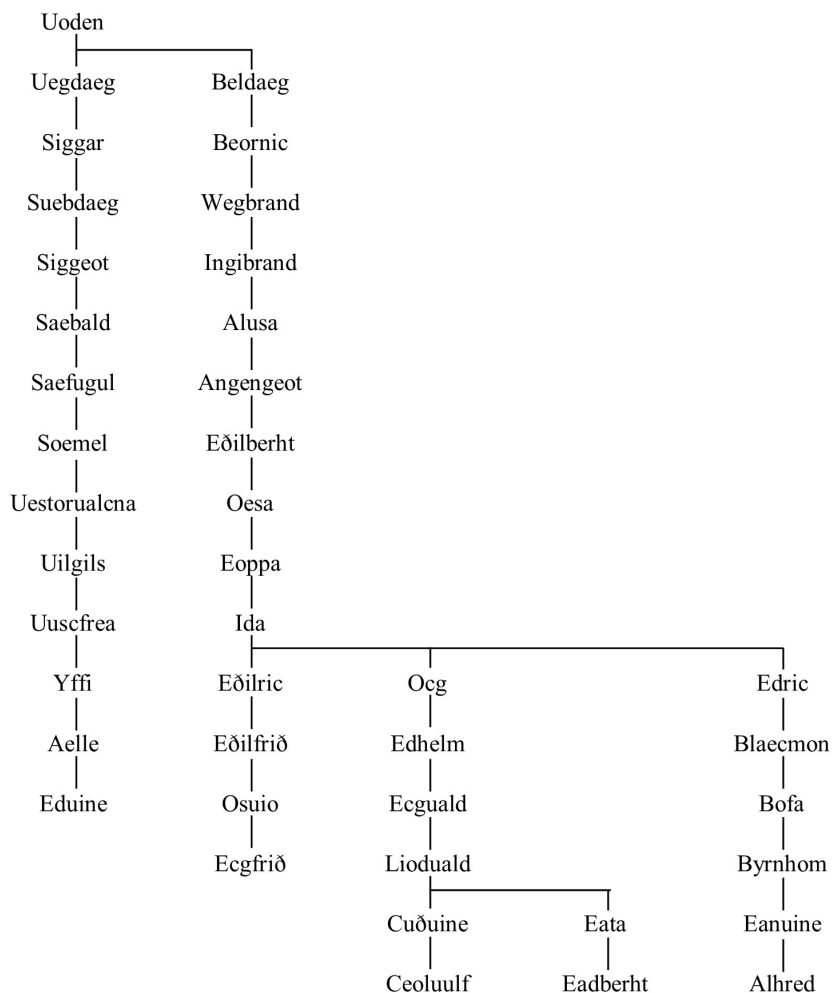 Uoden
Uegdaeg Beldaeg
Siggar Beornic
Suebdaeg Wegbrand
Siggeot Ingibrand
Saebald Alusa
Saefugul Angengeot
Soemel Eðilberht
Uestorualcna Oesa
Uilgils Eoppa
Uuscfrea Ida
Yffi Eðilric Ocg Edric
Aelle Eðilfrið Edhelm Blaecmon
Eduine Osuio Ecguald Bofa
Ecgfrið Lioduald Byrnhom
Cuðuine Eata Eanuine
Ceoluulf Eadberht Alhred